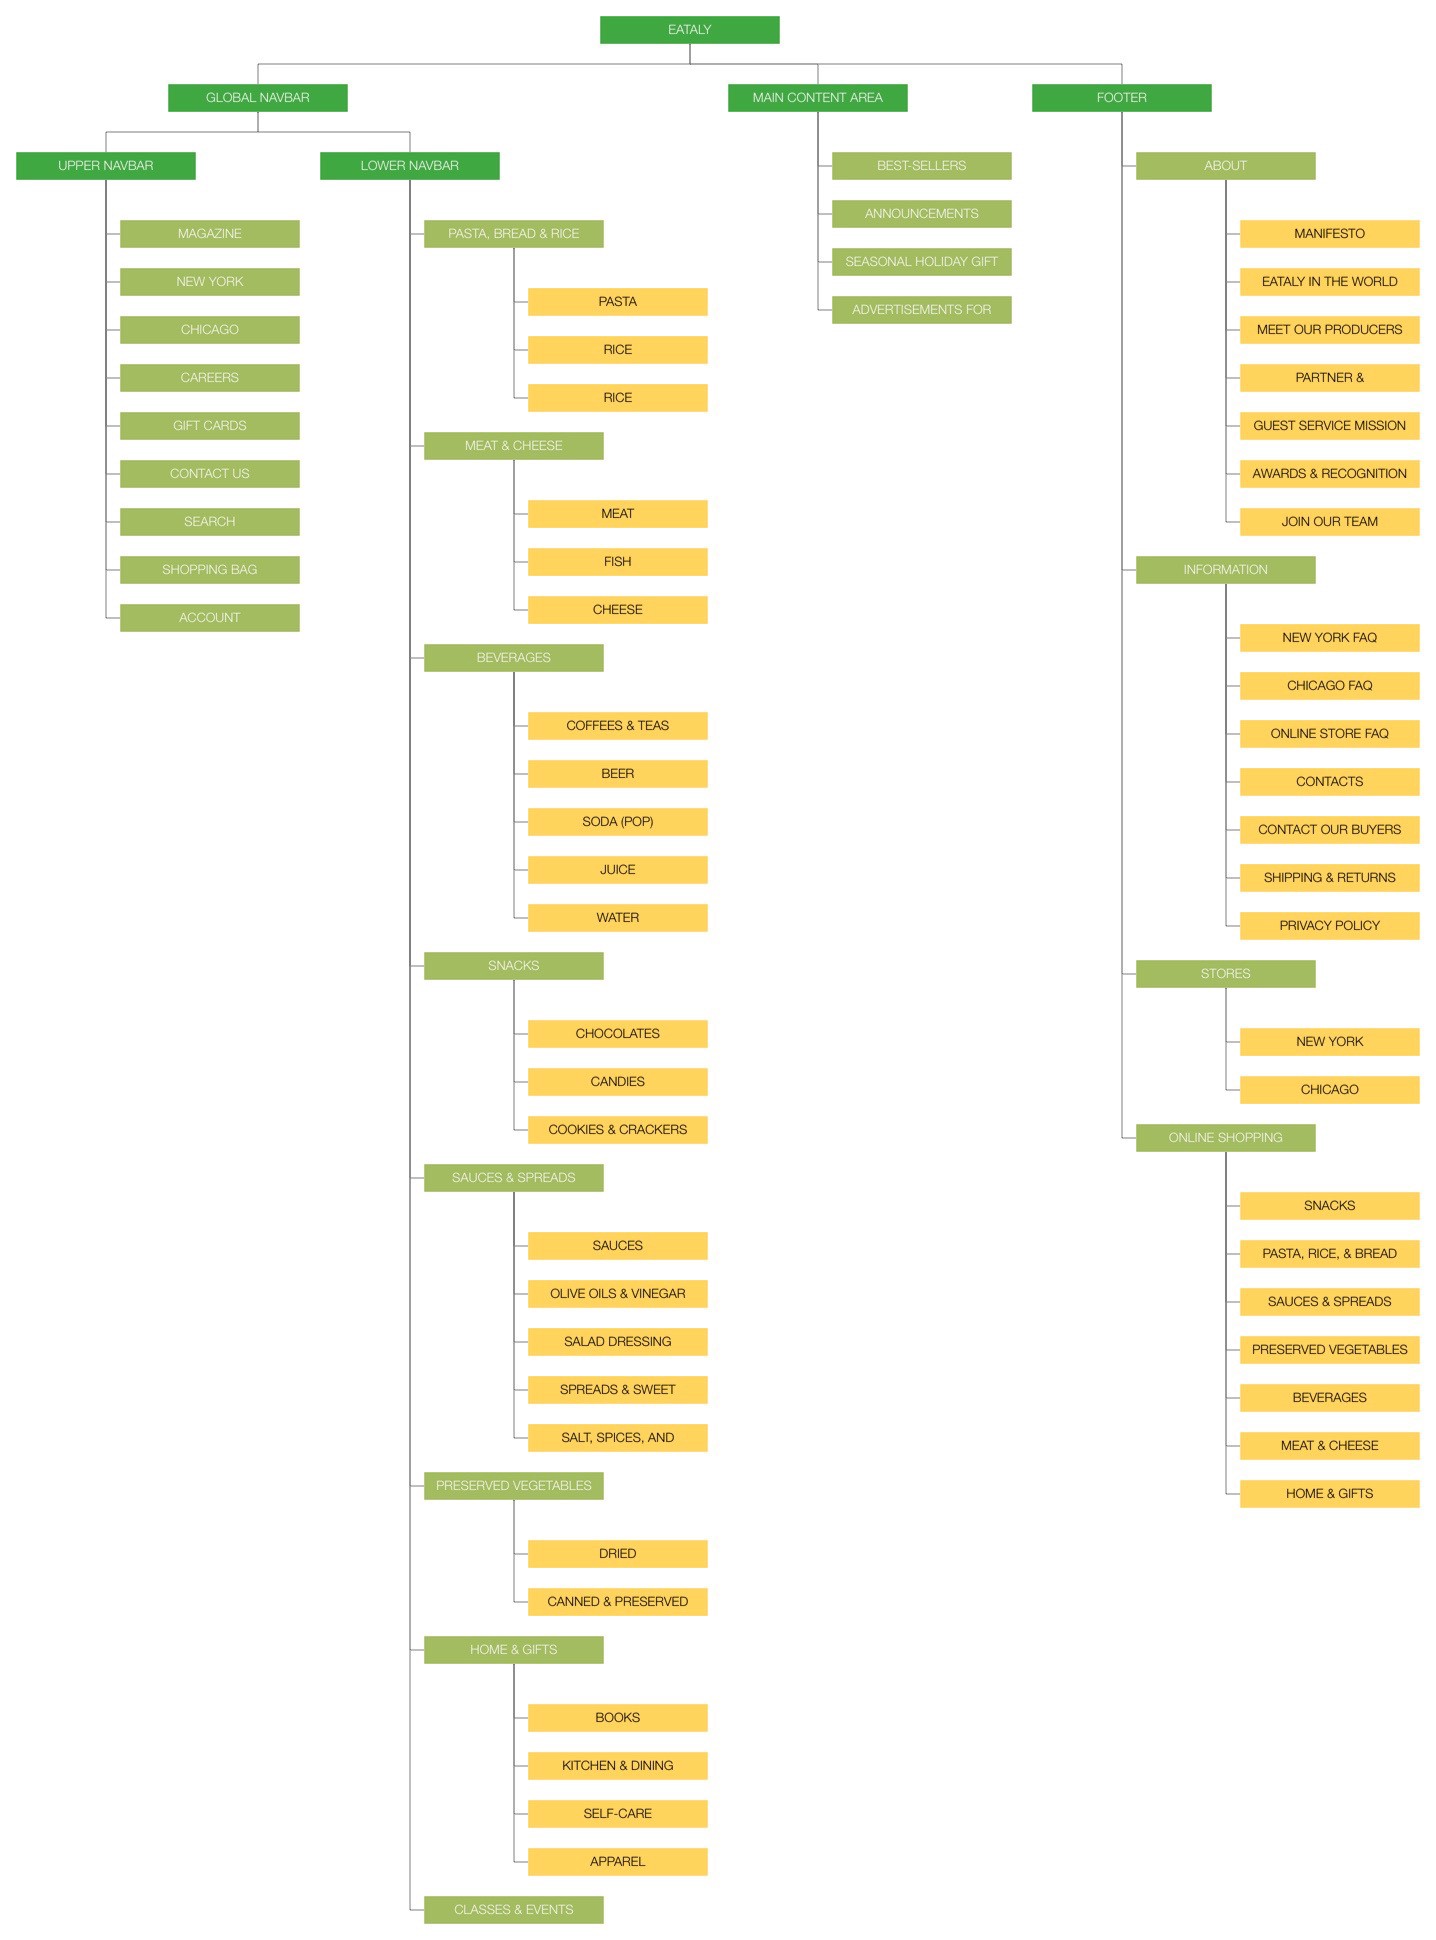 EATALY
GLOBAL NAVBAR
UPPER NAVBAR
MAGAZINE
NEW YORK
CHICAGO
CAREERS
GIFT CARDS
CONTACT US
SEARCH
SHOPPING BAG
ACCOUNT
LOWER NAVBAR
PASTA, BREAD & RICE
PASTA
RICE
RICE
MEAT & CHEESE
MEAT
FISH
CHEESE
BEVERAGES
COFFEES & TEAS
BEER
SODA (POP)
JUICE
WATER
SNACKS
CHOCOLATES
CANDIES
COOKIES & CRACKERS
SAUCES & SPREADS
SAUCES
OLIVE OILS & VINEGAR
SALAD DRESSING
SPREADS & SWEET
SALT, SPICES, AND
PRESERVED VEGETABLES
DRIED
CANNED & PRESERVED
HOME & GIFTS
BOOKS
KITCHEN & DINING
SELF-CARE
APPAREL
CLASSES & EVENTS
MAIN CONTENT AREA
BEST-SELLERS
ANNOUNCEMENTS
SEASONAL HOLIDAY GIFT
ADVERTISEMENTS FOR
FOOTER
ABOUT
MANIFESTO
EATALY IN THE WORLD
MEET OUR PRODUCERS
PARTNER &
GUEST SERVICE MISSION
AWARDS & RECOGNITION
JOIN OUR TEAM
INFORMATION
NEW YORK FAQ
CHICAGO FAQ
ONLINE STORE FAQ
CONTACTS
CONTACT OUR BUYERS
SHIPPING & RETURNS
PRIVACY POLICY
STORES
NEW YORK
CHICAGO
ONLINE SHOPPING
SNACKS
PASTA, RICE, & BREAD
SAUCES & SPREADS
PRESERVED VEGETABLES
BEVERAGES
MEAT & CHEESE
HOME & GIFTS